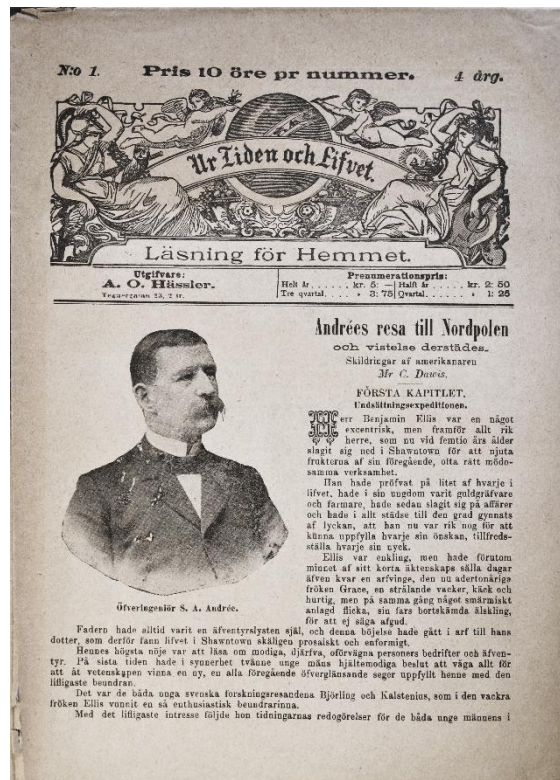 N:o 1.
Pris 10 öre pr nummer.
4 årg.
Ur Tiden och Lifvet.
Läsning för Hemmet.
Utgifvare:
A. O. Hässler.
Tegnérgatan 23, 2 tr.
Prenumerationspris:
Helt år . . . . . . kr. 5: — | Halft år . . . . . . . kr. 2: 50
Tre qvartal. . . . . » 3: 75 | Qvartal. . . . . . . . » 1: 25
Andrées resa till Nordpolen
och vistelse derstädes.
Skildringar af amerikanaren
Mr C. Dawis.
FÖRSTA KAPITLET.
Undsättningsexpeditionen.
Herr Benjamin Ellis var en något
excentrisk, men framför allt rik
herre, som nu vid femtio års ålder
slagit sig ned i Shawntown för att njuta
frukterna af sin föregående, ofta rätt mödo-
samma verksamhet.
Han hade pröfvat på litet af hvarje i
lifvet, hade i sin ungdom varit guldgräfvare
och farmare, hade sedan slagit sig på affärer
och hade i allt städse till den grad gynnats
af lyckan, att han nu var rik nog för att
kunna uppfylla hvarje sin önskan, tillfreds-
ställa hvarje sin nyck.
Ellis var enkling, men hade förutom
minnet af sitt korta äktenskaps sälla dagar
äfven kvar en arfvinge, den nu adertonåriga
fröken Grace, en strålande vacker, käck och
hurtig, men på samma gång något svärmiskt
anlagd flicka, sin fars bortskämda älskling,
för att ej säga afgud.
Öfveringeniör S. A. Andrée.
Fadern hade alltid varit en äfventyrslysten själ, och denna böjelse hade gått i arf till hans
dotter, som derför fann lifvet i Shawntown skäligen prosaiskt och enformigt.
Hennes högsta nöje var att läsa om modiga, djärfva, oförvägna personers bedrifter och äfven-
tyr. På sista tiden hade i synnerhet tvänne unge mäns hjältemodiga beslut att våga allt för
att åt vetenskapen vinna en ny, en alla föregående öfverglänsande seger uppfyllt henne med den
lifligaste beundran.
Det var de båda unga svenska forskningsresandena Björling och Kalstenius, som i den vackra
fröken Ellis vunnit en så enthusiastisk beundrarinna.
Med det lifligaste intresse följde hon tidningarnas redogörelser för de båda unge männens i